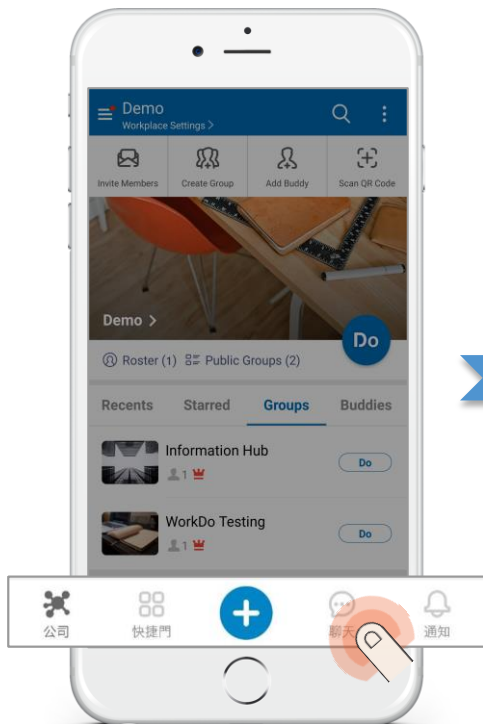 Demo
Workplace Settings >
Invite Members
Create Group
Add Buddy
Scan QR Code
Demo >
Do
Roster (1)
Public Groups (2)
Recents
Starred
Groups
Buddies
Information Hub
1
Do
WorkDo Testing
1
Do
公司
快捷門
聊天
通知